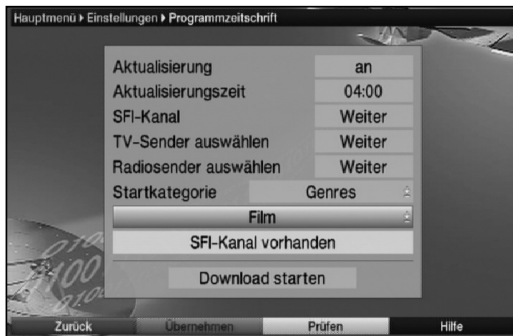 Hauptmenü Einstellungen Programmzeitschrift
Aktualisierung an
Aktualisierungszeit 04:00
SFI-Kanal Weiter
TV-Sender auswählen Weiter
Radiosender auswählen Weiter
Startkategorie Genres
Film
SFI-Kanal vorhanden
Download starten
Zurück Übernehmen Prüfen Hilfe